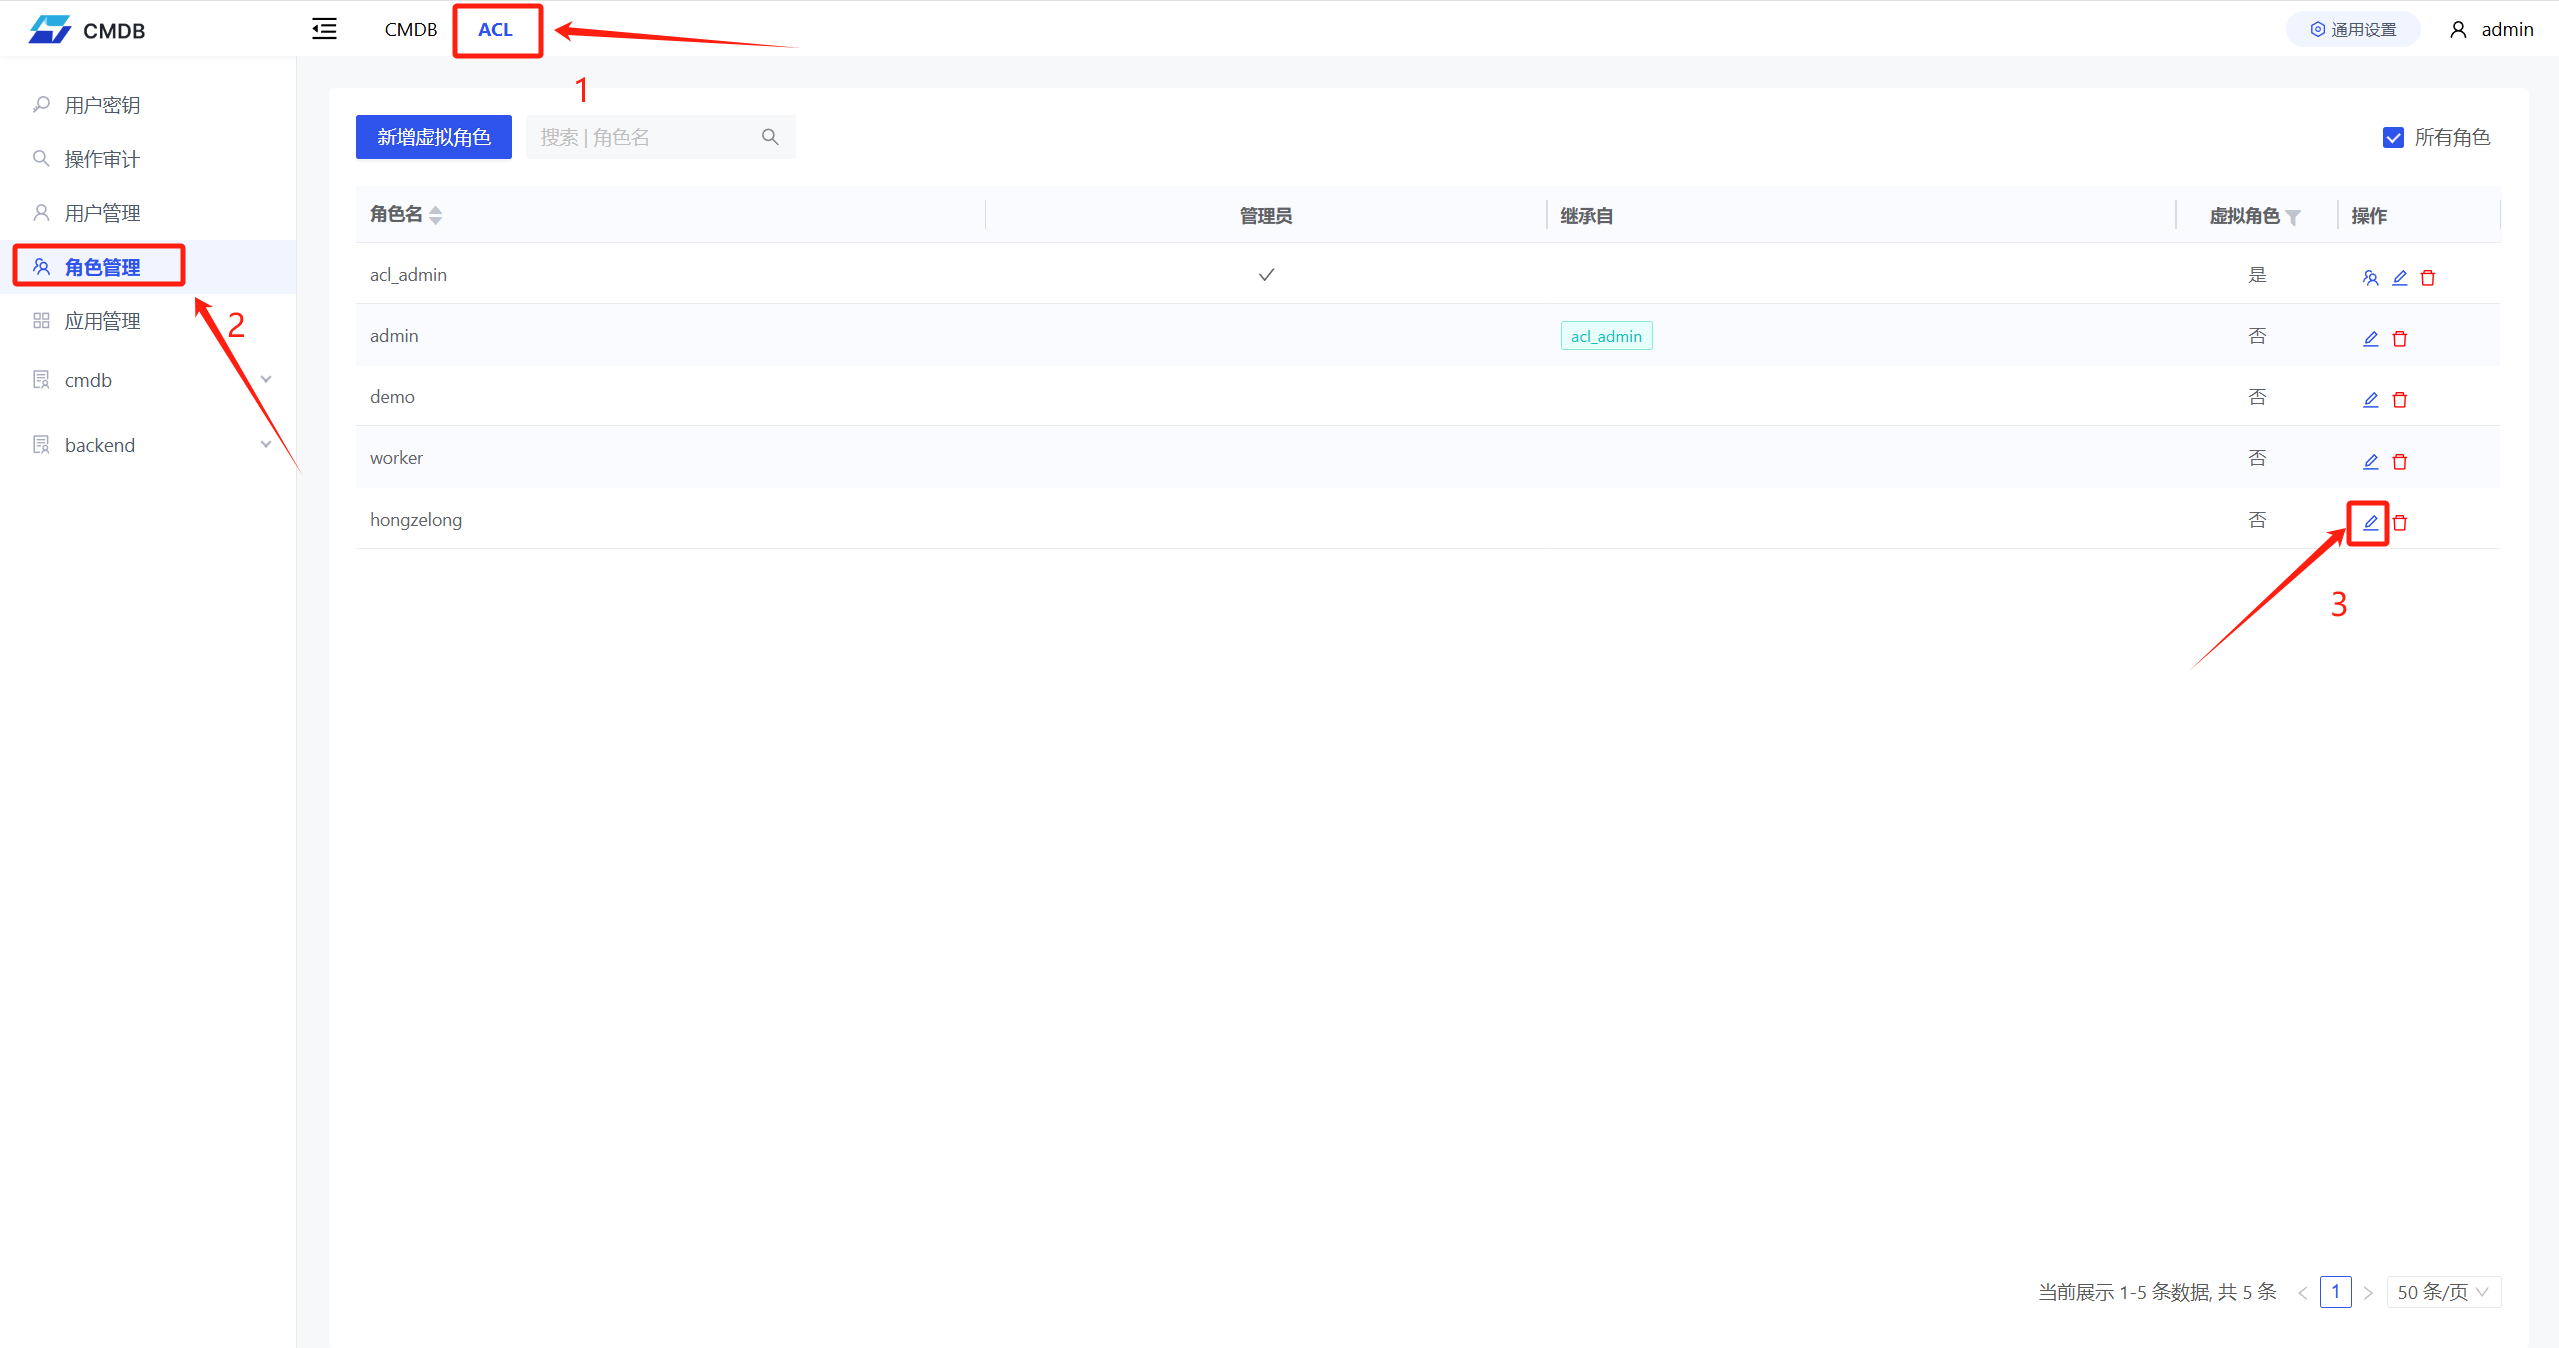 CMDB
CMDB ACL
通用设置
admin
1
用户密钥
操作审计
用户管理
角色管理
2
应用管理
cmdb
backend
新增虚拟角色
搜索 | 角色名
所有角色
角色名 管理员 继承自 虚拟角色 操作
acl_admin 是
admin acl_admin 否
demo 否
worker 否
hongzelong 否
3
当前展示 1-5 条数据, 共 5 条 < 1 > 50 条/页